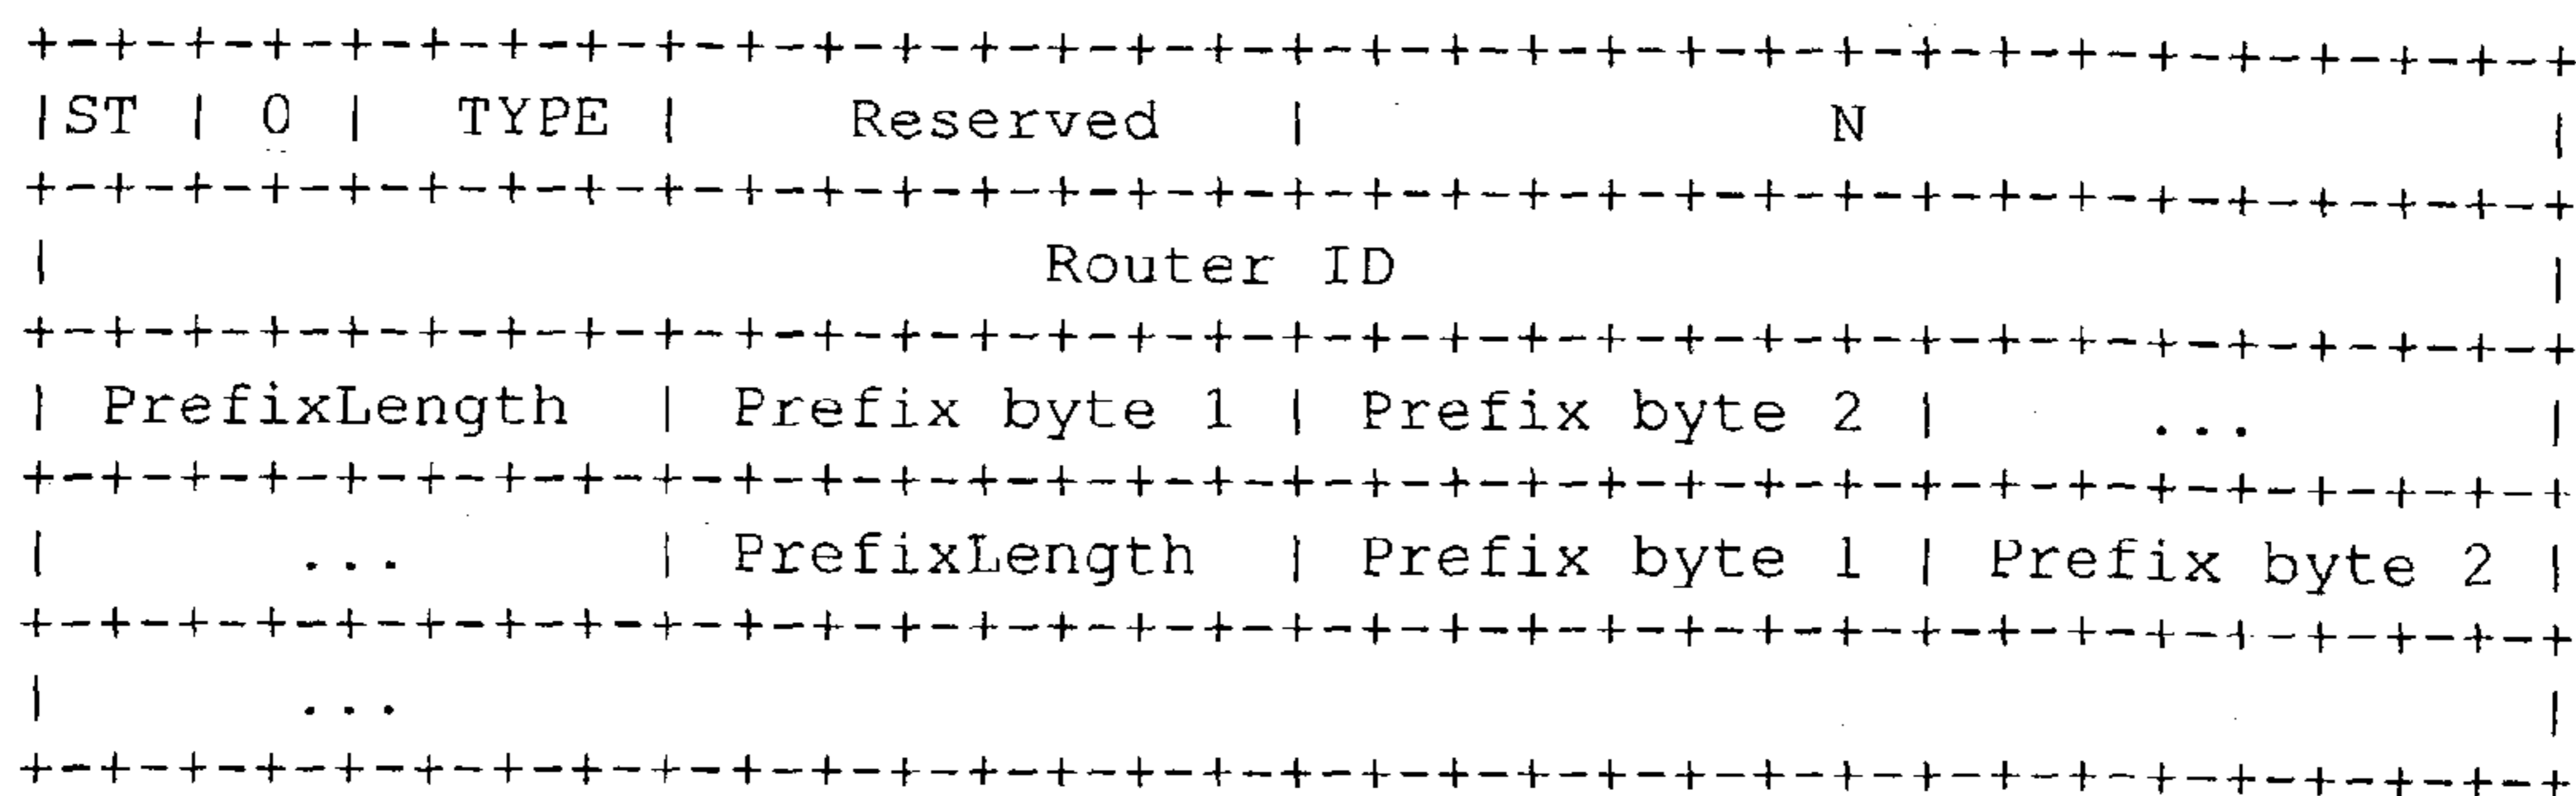 +-+-+-+-+-+-+-+-+-+-+-+-+-+-+-+-+-+-+-+-+-+-+-+-+-+-+-+-+-+-+-+-+
|ST | 0 |  TYPE |    Reserved   |             N                 |
+-+-+-+-+-+-+-+-+-+-+-+-+-+-+-+-+-+-+-+-+-+-+-+-+-+-+-+-+-+-+-+-+
|                         Router ID                             |
+-+-+-+-+-+-+-+-+-+-+-+-+-+-+-+-+-+-+-+-+-+-+-+-+-+-+-+-+-+-+-+-+
| PrefixLength  | Prefix byte 1 | Prefix byte 2 |     ...       |
+-+-+-+-+-+-+-+-+-+-+-+-+-+-+-+-+-+-+-+-+-+-+-+-+-+-+-+-+-+-+-+-+
|      ...      | PrefixLength  | Prefix byte 1 | Prefix byte 2 |
+-+-+-+-+-+-+-+-+-+-+-+-+-+-+-+-+-+-+-+-+-+-+-+-+-+-+-+-+-+-+-+-+
|      ...                                                      |
+-+-+-+-+-+-+-+-+-+-+-+-+-+-+-+-+-+-+-+-+-+-+-+-+-+-+-+-+-+-+-+-+